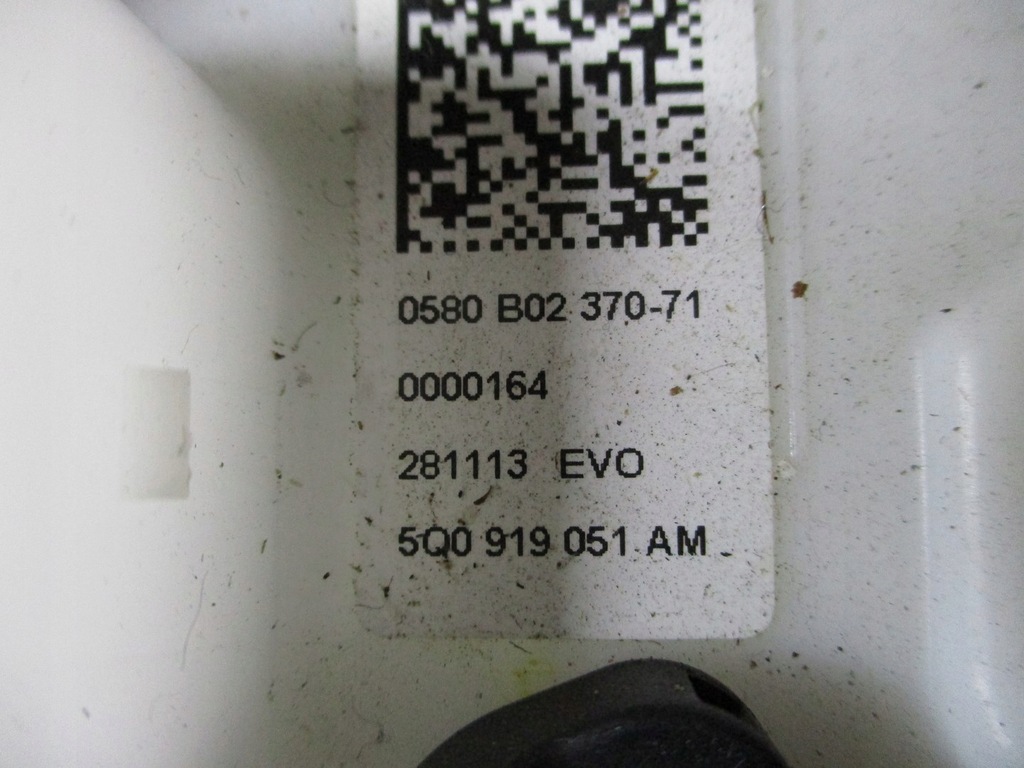 0580 B02 370-71
0000164
281113 EVO
5Q0 919 051 AM